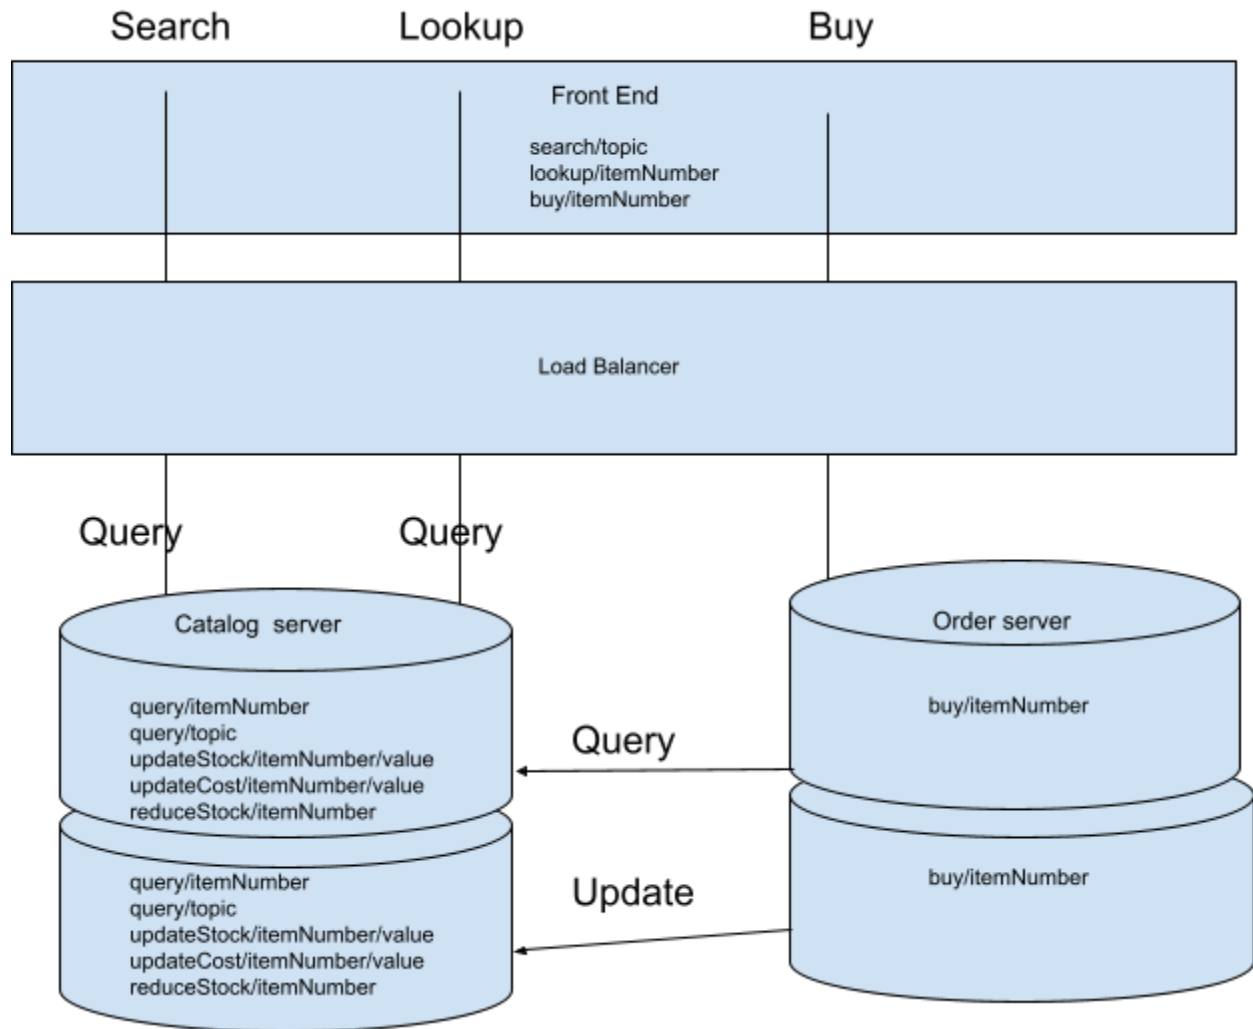 Search
Lookup
Buy
Front End
search/topic
lookup/itemNumber
buy/itemNumber
Load Balancer
Query
Query
Catalog server
query/itemNumber
query/topic
updateStock/itemNumber/value
updateCost/itemNumber/value
reduceStock/itemNumber
query/itemNumber
query/topic
updateStock/itemNumber/value
updateCost/itemNumber/value
reduceStock/itemNumber
Query
Update
Order server
buy/itemNumber
buy/itemNumber